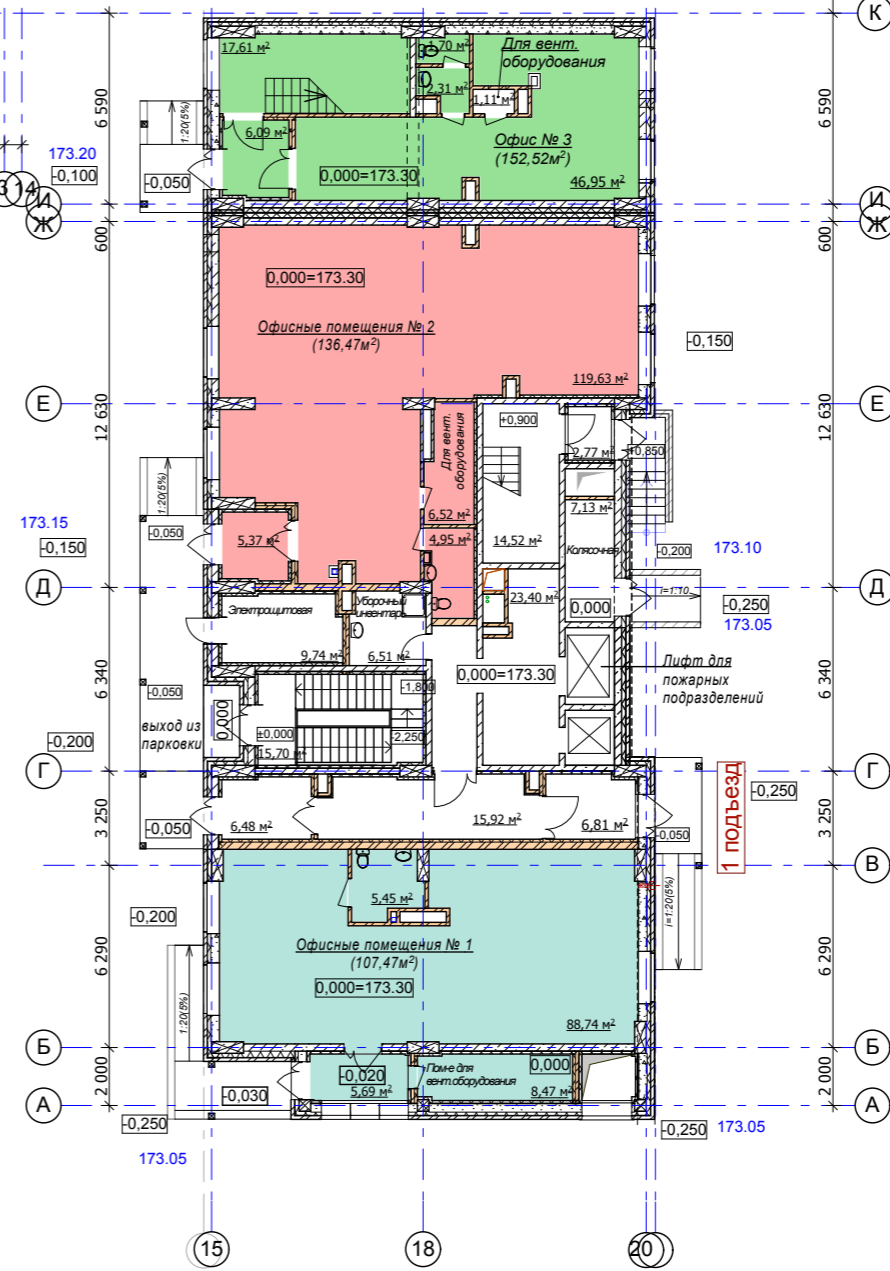 К
17,61 м²
1,70 м²
Для вент.
оборудования
2,31 м²
1,11 м²
6 590
6 590
1:20(5%)
6,09 м²
Офис № 3
(152,52м²)
173.20
-0,100
-0,050
0,000=173.30
46,95 м²
14
И
И
Ж
Ж
600
600
0,000=173.30
Офисные помещения № 2
(136,47м²)
-0,150
119,63 м²
Е
Е
12 630
12 630
+0,900
Для вент.
оборудования
2,77 м²
+0,850
1:20(5%)
7,13 м²
173.15
-0,150
-0,050
6,52 м²
5,37 м²
4,95 м²
14,52 м²
Колясочная
-0,200
173.10
Д
Д
i=1:10
23,40 м²
0,000
-0,250
173.05
Электрощитовая
Уборочный
инвентарь
9,74 м²
6,51 м²
6 340
6 340
0,000=173.30
Лифт для
пожарных
подразделений
-0,050
-1,800
выход из
парковки
0,000
±0,000
-2,250
15,70 м²
-0,200
Г
Г
1 подъезд
-0,250
3 250
3 250
-0,050
6,48 м²
15,92 м²
6,81 м²
-0,050
В
5,45 м²
i=1:20(5%)
-0,200
Офисные помещения № 1
(107,47м²)
6 290
6 290
0,000=173.30
1:20(5%)
88,74 м²
Б
Б
2 000
2 000
-0,020
5,69 м²
Пом-е для
вент.оборудования
0,000
8,47 м²
-0,030
А
А
-0,250
-0,250
173.05
173.05
15
18
20